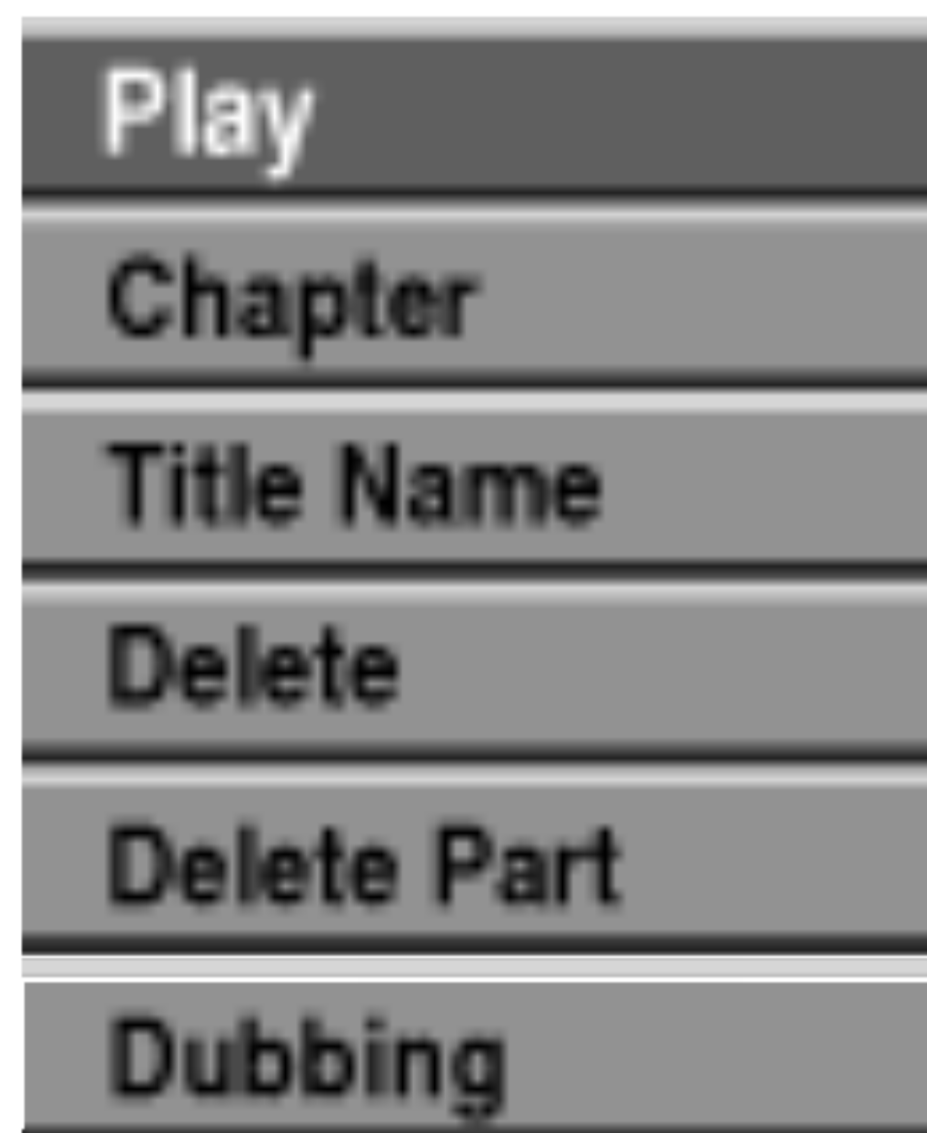 Play
Chapter
Title Name
Delete
Delete Part
Dubbing